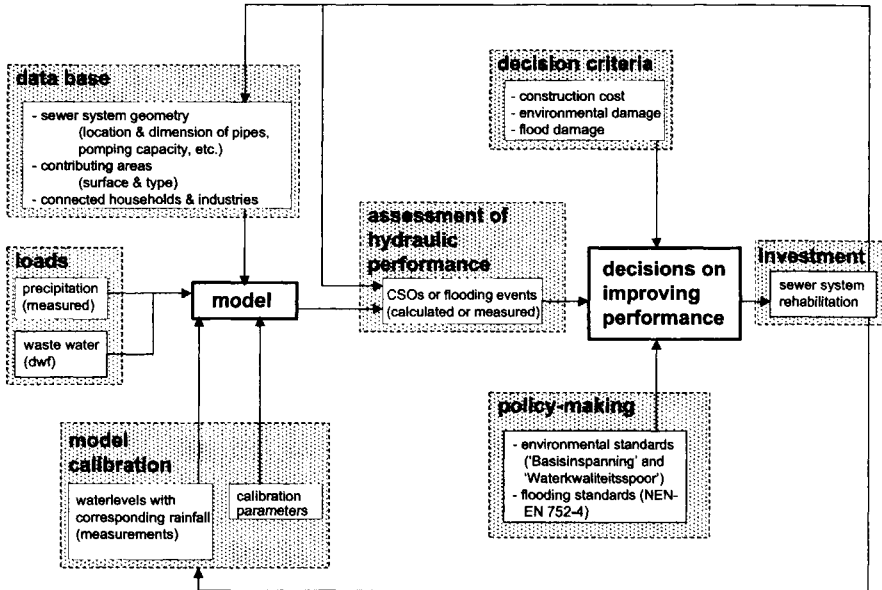 data base
- sewer system geometry
(location & dimension of pipes,
pomping capacity, etc.)
- contributing areas
(surface & type)
- connected households & industries
decision criteria
- construction cost
- environmental damage
- flood damage
loads
precipitation
(measured)
waste water
(dwf)
model
assessment of
hydraulic
performance
CSOs or flooding events
(calculated or measured)
decisions on
improving
performance
investment
sewer system
rehabilitation
model
calibration
waterlevels with
corresponding rainfall
(measurements)
calibration
parameters
policy-making
- environmental standards
('Basisinspanning' and
'Waterkwaliteitsspoor')
- flooding standards (NEN-
EN 752-4)